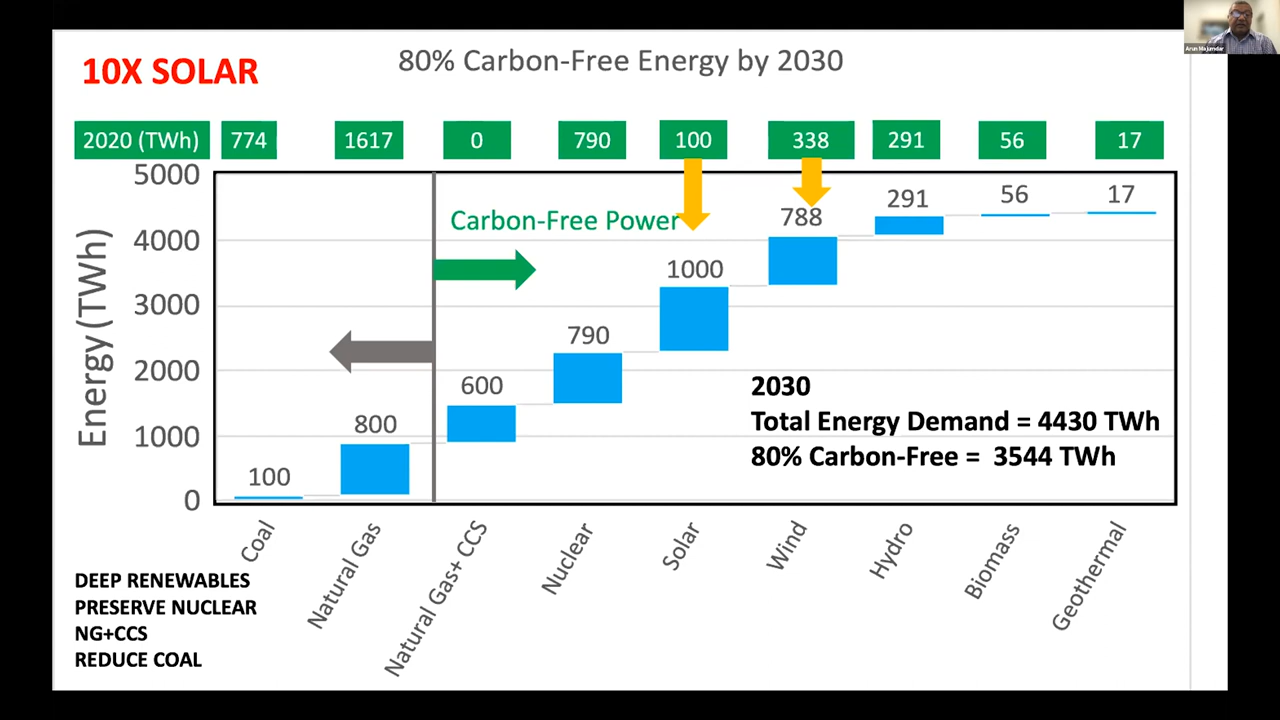 10X SOLAR
80% Carbon-Free Energy by 2030
Arun Majumdar
2020 (TWh) 774 1617 0 790 100 338 291 56 17
5000
4000
3000
2000
1000
0
Energy (TWh)
Carbon-Free Power
100
800
600
790
1000
788
291
56
17
2030
Total Energy Demand = 4430 TWh
80% Carbon-Free = 3544 TWh
Coal
Natural Gas
Natural Gas+ CCS
Nuclear
Solar
Wind
Hydro
Biomass
Geothermal
DEEP RENEWABLES
PRESERVE NUCLEAR
NG+CCS
REDUCE COAL